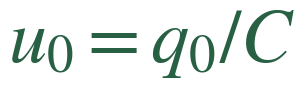 u₀ = q₀/C